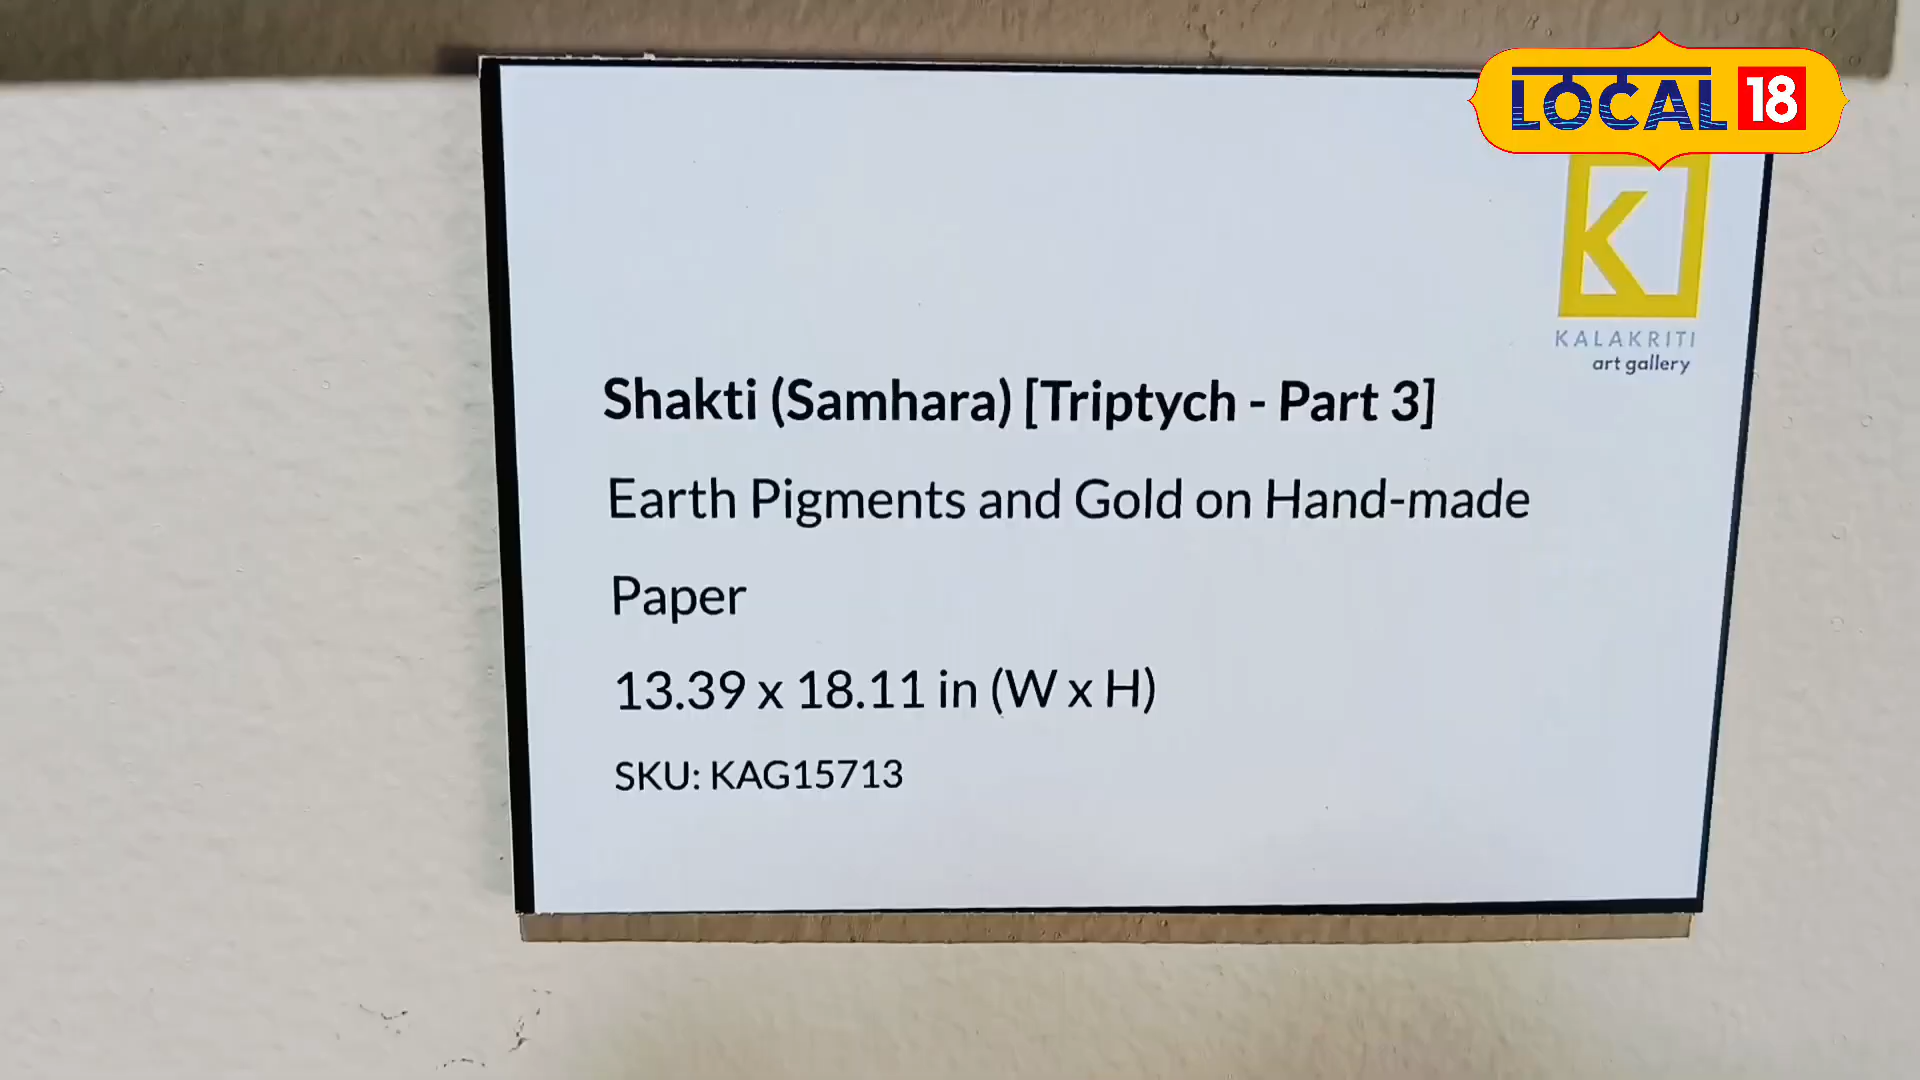 LOCAL 18
K
KALAKRITI
art gallery
Shakti (Samhara) [Triptych - Part 3]
Earth Pigments and Gold on Hand-made
Paper
13.39 x 18.11 in (W x H)
SKU: KAG15713